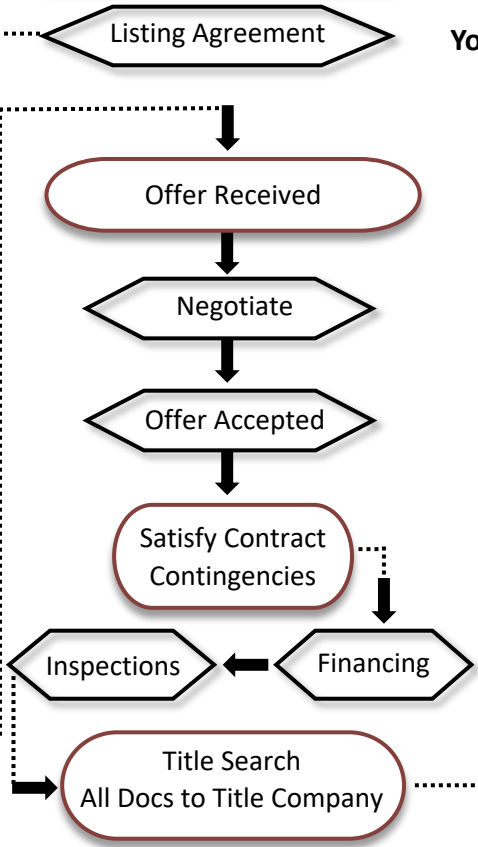 Listing Agreement
Yo
Offer Received
Negotiate
Offer Accepted
Satisfy Contract
Contingencies
Inspections
Financing
Title Search
All Docs to Title Company